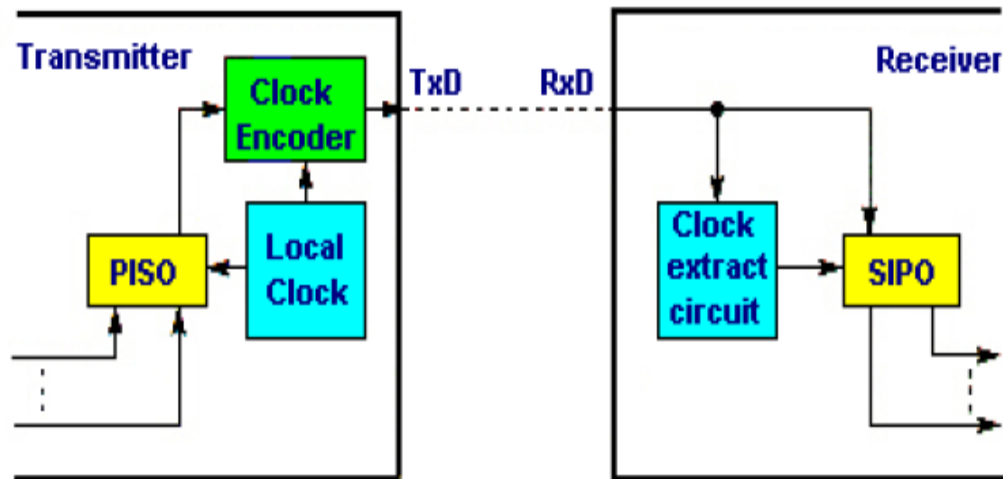 Transmitter
Receiver
Clock
Encoder
TxD
RxD
Local
Clock
PISO
Clock
extract
circuit
SIPO